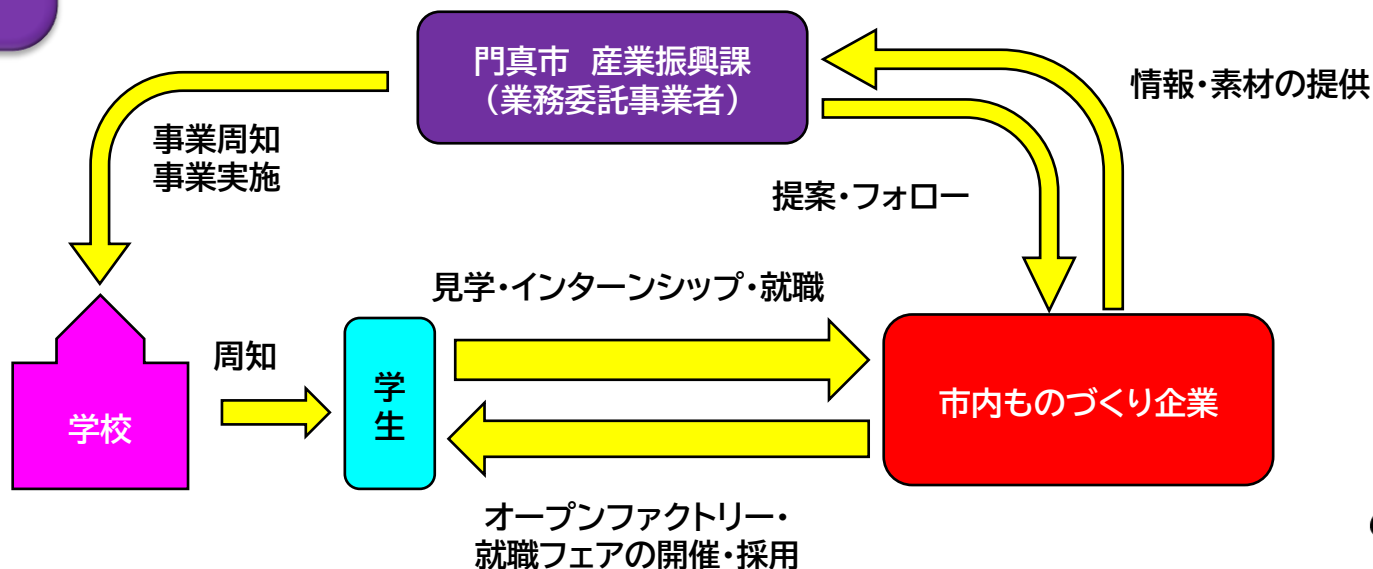 門真市　産業振興課
（業務委託事業者）
情報・素材の提供
事業周知
事業実施
提案・フォロー
見学・インターンシップ・就職
周知
学校
学
生
市内ものづくり企業
オープンファクトリー・
就職フェアの開催・採用